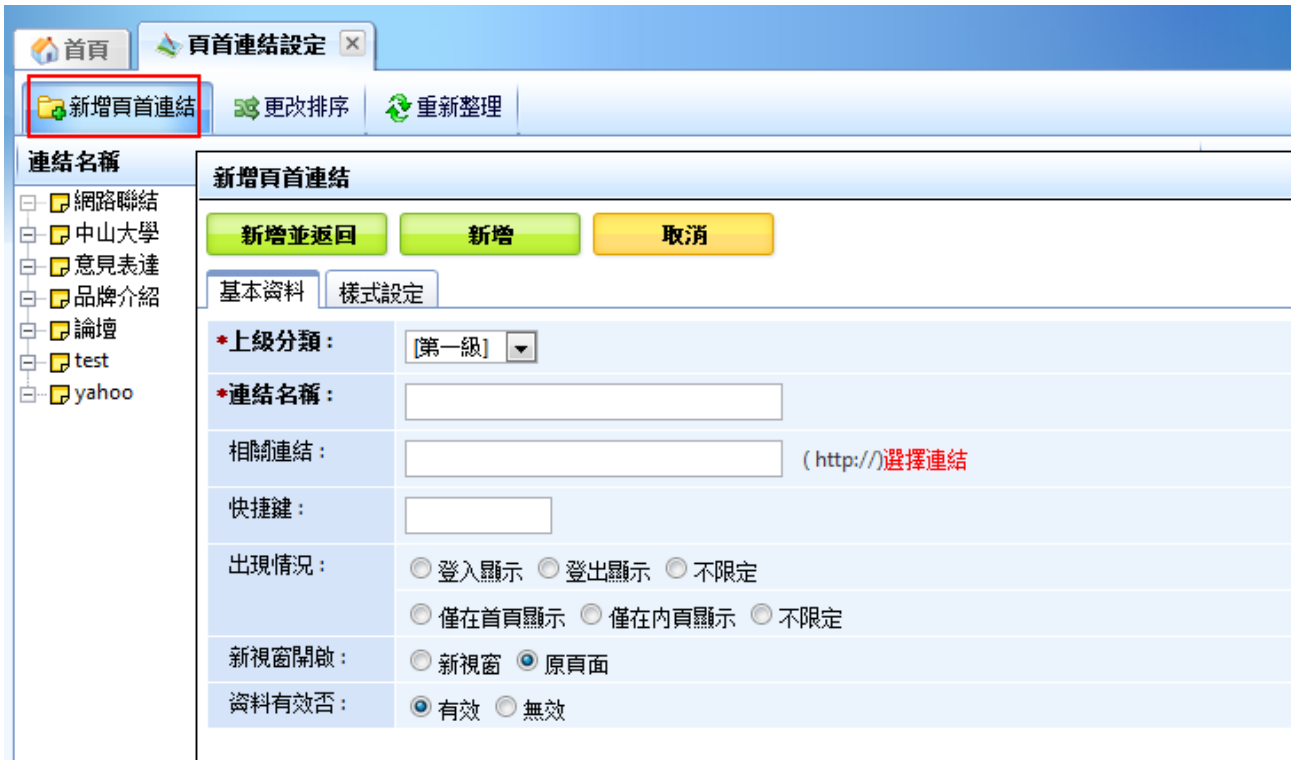 首頁 頁首連結設定
新增頁首連結 更改排序 重新整理
連結名稱
網路聯結
中山大學
意見表達
品牌介紹
論壇
test
yahoo
新增頁首連結
新增並返回 新增 取消
基本資料 樣式設定
*上級分類： [第一級]
*連結名稱：
相關連結： ( http://)選擇連結
快捷鍵：
出現情況： 登入顯示 登出顯示 不限定
僅在首頁顯示 僅在內頁顯示 不限定
新視窗開啟： 新視窗 原頁面
資料有效否： 有效 無效